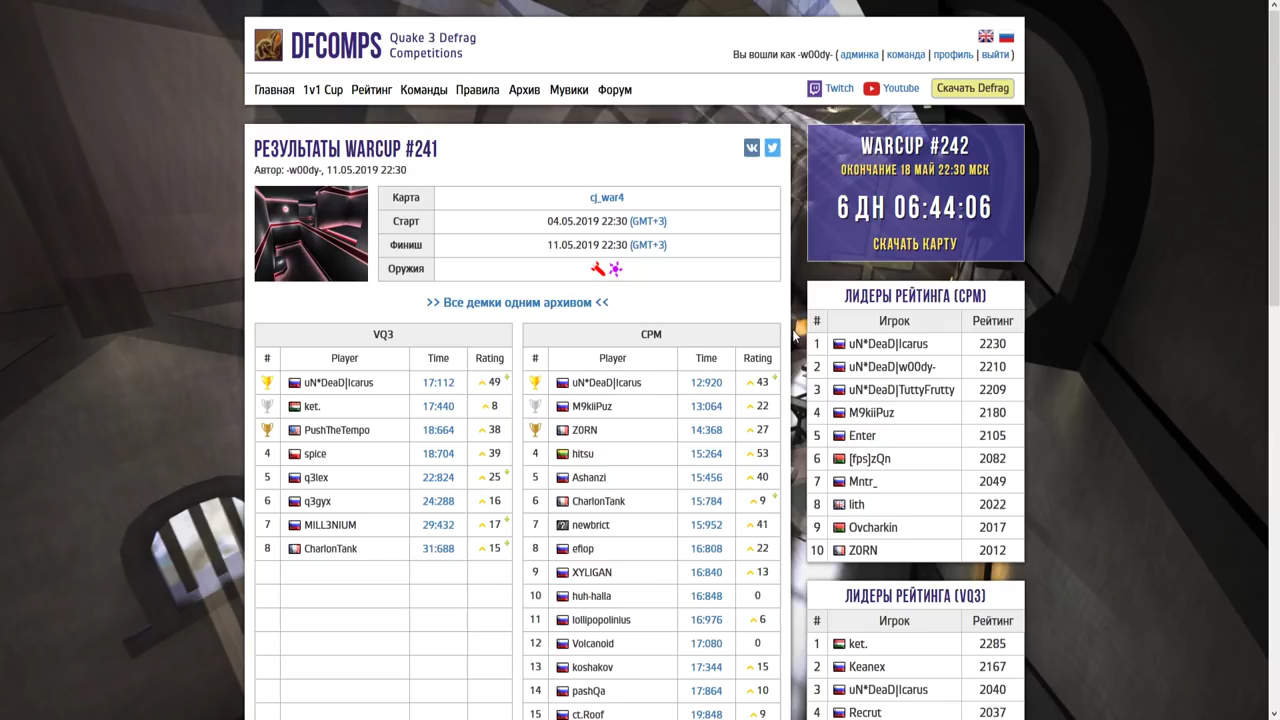 DFCOMPS
Quake 3 Defrag
Competitions
Вы вошли как -w00dy- ( админка | команда | профиль | выйти )
Главная 1v1 Cup Рейтинг Команды Правила Архив Мувики Форум
Twitch Youtube Скачать Defrag
РЕЗУЛЬТАТЫ WARCUP #241
Автор: -w00dy-, 11.05.2019 22:30
Карта cj_war4
Старт 04.05.2019 22:30 (GMT+3)
Финиш 11.05.2019 22:30 (GMT+3)
Оружия
>> Все демки одним архивом <<
VQ3
# Player Time Rating
uN*DeaD|Icarus 17:112 49
ket. 17:440 8
PushTheTempo 18:664 38
4 spice 18:704 39
5 q3lex 22:824 25
6 q3gyx 24:288 16
7 MILL3NIUM 29:432 17
8 CharlonTank 31:688 15
CPM
# Player Time Rating
uN*DeaD|Icarus 12:920 43
M9kiiPuz 13:064 22
Z0RN 14:368 27
4 hitsu 15:264 53
5 Ashanzi 15:456 40
6 CharlonTank 15:784 9
7 newbrict 15:952 41
8 eflop 16:808 22
9 XYLIGAN 16:840 13
10 huh-halla 16:848 0
11 lollipopolinius 16:976 6
12 Volcanoid 17:080 0
13 koshakov 17:344 15
14 pashQa 17:864 10
15 ct.Roof 19:848 9
WARCUP #242
ОКОНЧАНИЕ 18 МАЙ 22:30 МСК
6 ДН 06:44:06
СКАЧАТЬ КАРТУ
ЛИДЕРЫ РЕЙТИНГА (CPM)
# Игрок Рейтинг
1 uN*DeaD|Icarus 2230
2 uN*DeaD|w00dy- 2210
3 uN*DeaD|TuttyFrutty 2209
4 M9kiiPuz 2180
5 Enter 2105
6 [fps]zQn 2082
7 Mntr_ 2049
8 lith 2022
9 Ovcharkin 2017
10 Z0RN 2012
ЛИДЕРЫ РЕЙТИНГА (VQ3)
# Игрок Рейтинг
1 ket. 2285
2 Keanex 2167
3 uN*DeaD|Icarus 2040
4 Recrut 2037